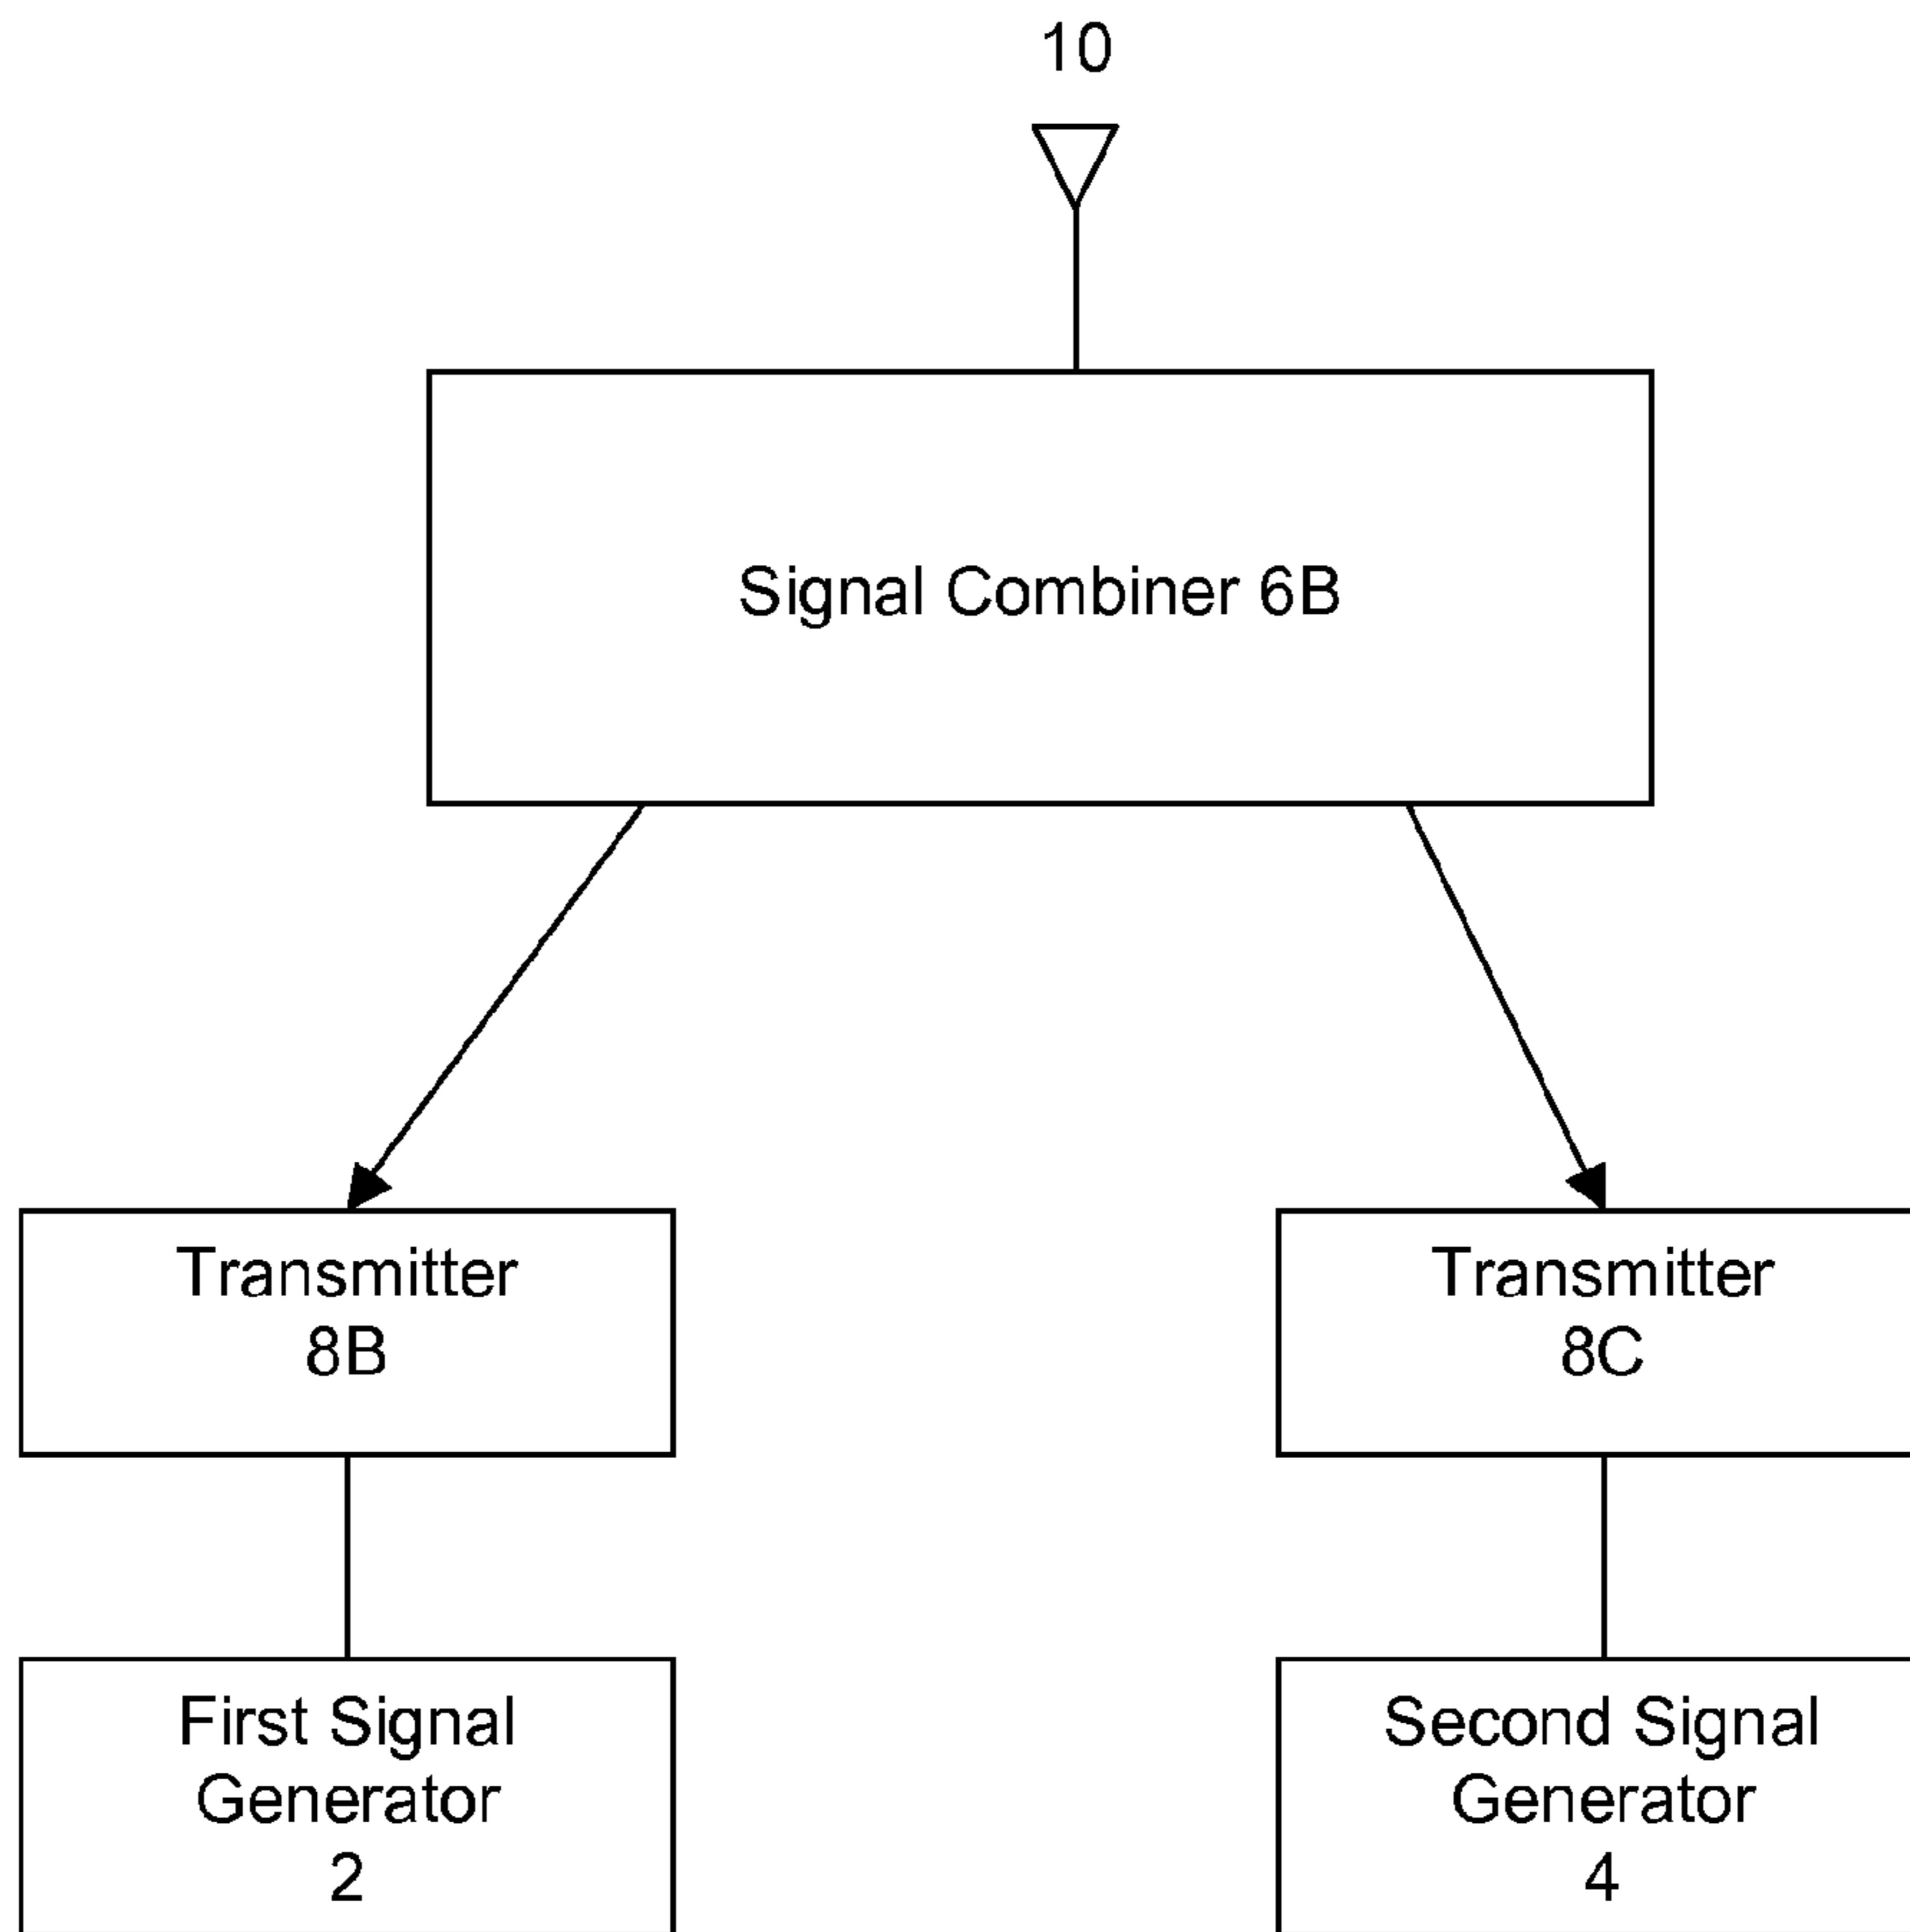 10
Signal Combiner 6B
Transmitter
8B
Transmitter
8C
First Signal
Generator
2
Second Signal
Generator
4